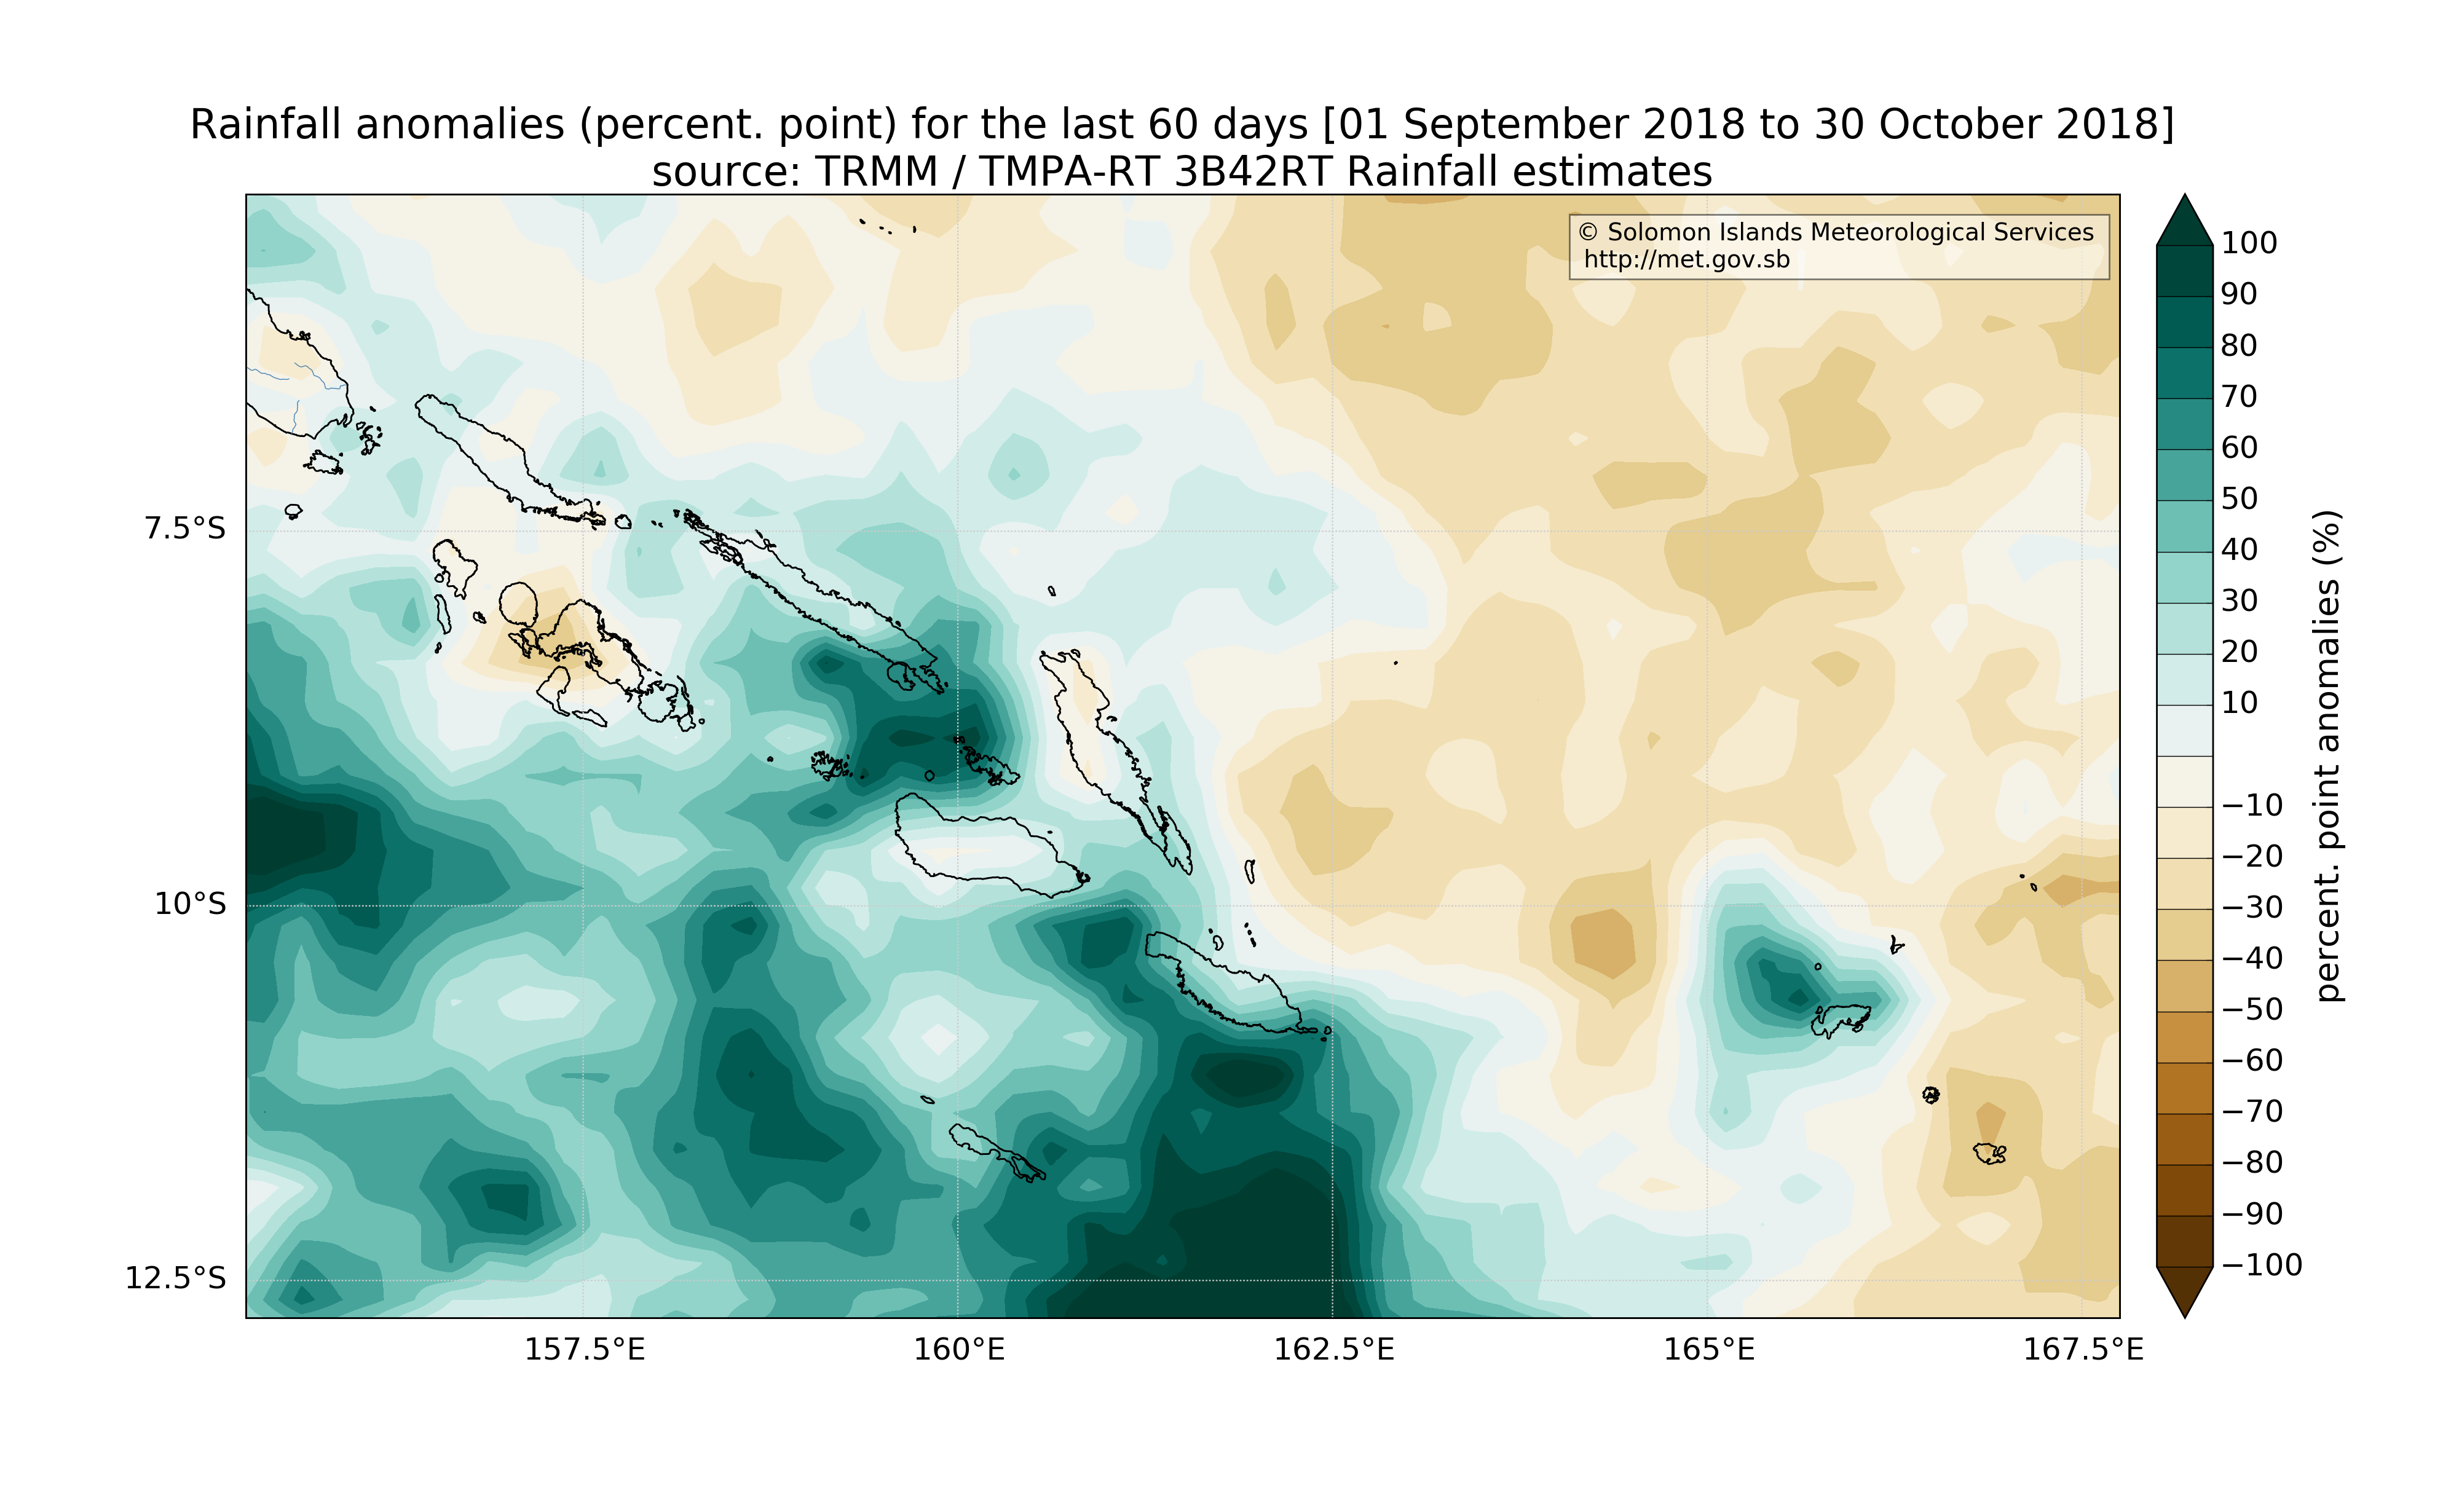 Rainfall anomalies (percent. point) for the last 60 days [01 September 2018 to 30 October 2018]
source: TRMM / TMPA-RT 3B42RT Rainfall estimates
© Solomon Islands Meteorological Services
http://met.gov.sb
7.5°S
10°S
12.5°S
157.5°E
160°E
162.5°E
165°E
167.5°E
100
90
80
70
60
50
40
30
20
10
−10
−20
−30
−40
−50
−60
−70
−80
−90
−100
percent. point anomalies (%)